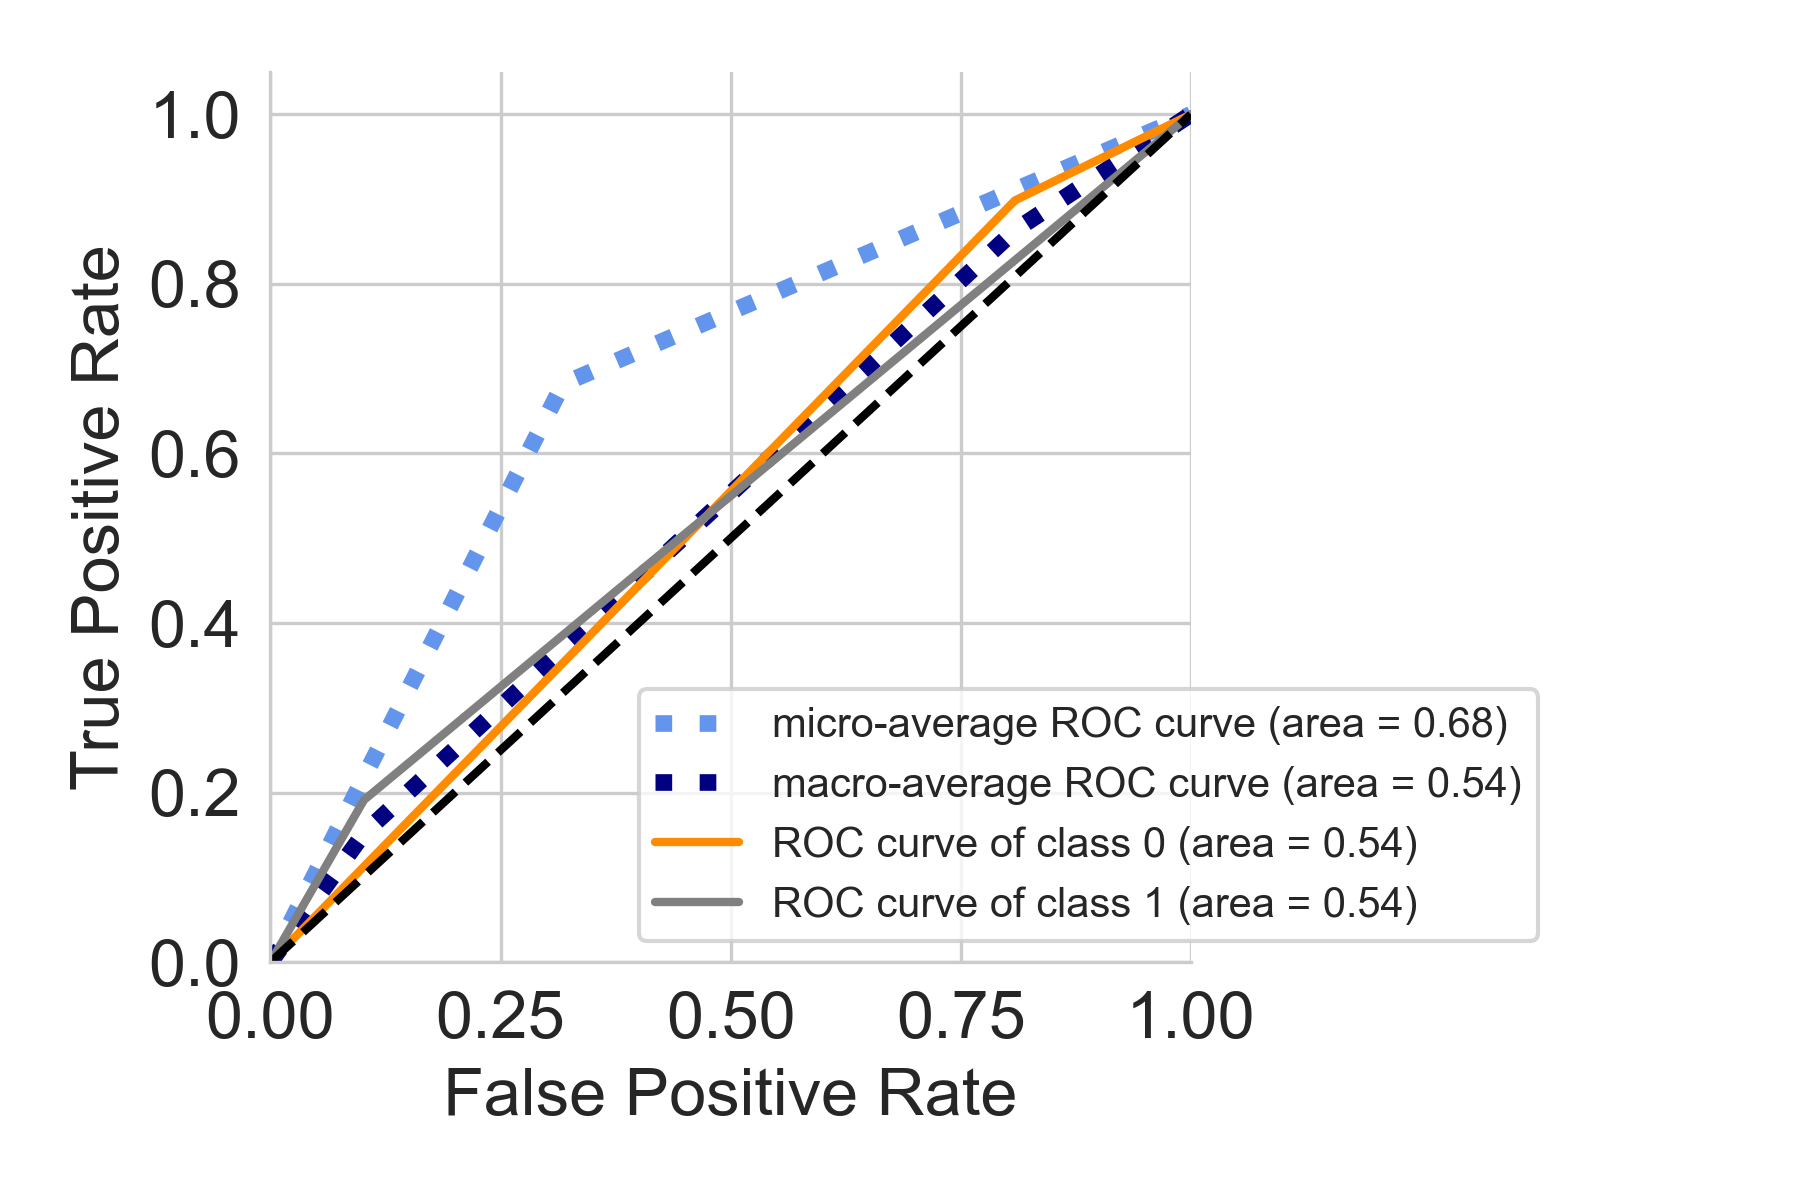 True Positive Rate
1.0
0.8
0.6
0.4
0.2
0.0
micro-average ROC curve (area = 0.68)
macro-average ROC curve (area = 0.54)
ROC curve of class 0 (area = 0.54)
ROC curve of class 1 (area = 0.54)
0.00 0.25 0.50 0.75 1.00
False Positive Rate